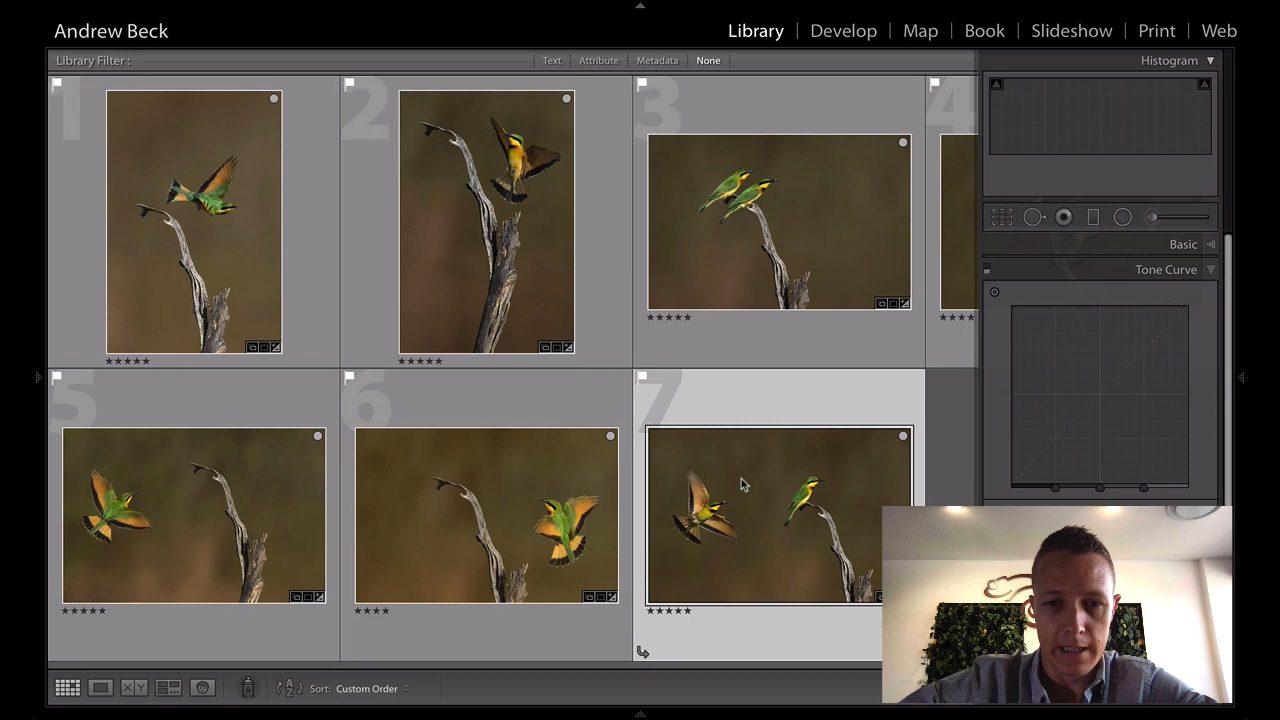 Andrew Beck
Library | Develop | Map | Book | Slideshow | Print | Web
Library Filter :
Text
Attribute
Metadata
None
Histogram
1
2
3
4
Basic
Tone Curve
5
6
7
Sort: Custom Order
X Y
A
Z